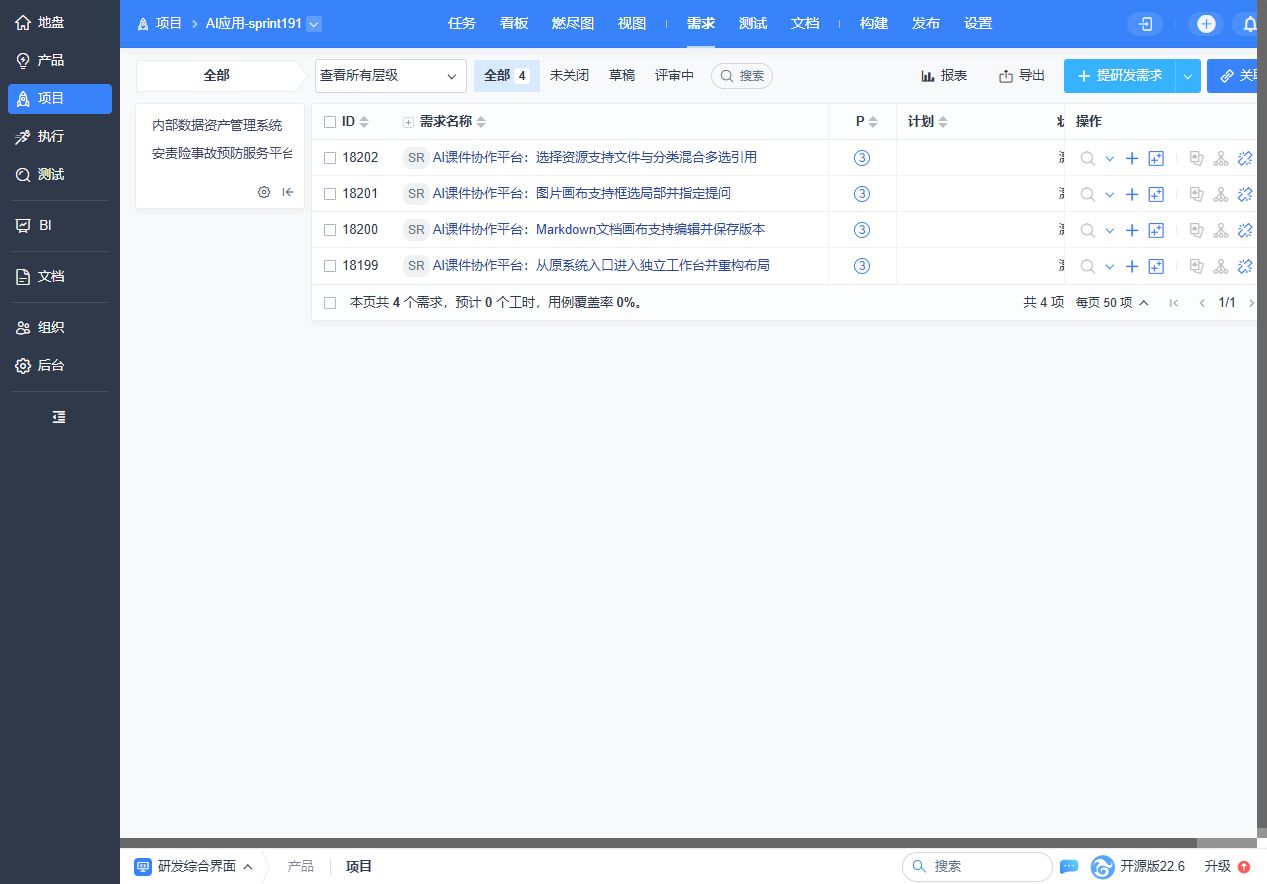 地盘
产品
项目
执行
测试
BI
文档
组织
后台
项目 AI应用-sprint191
任务 看板 燃尽图 视图 需求 测试 文档 构建 发布 设置
全部
查看所有层级
全部 4 未关闭 草稿 评审中 搜索
报表 导出 提研发需求
内部数据资产管理系统
安责险事故预防服务平台
ID 需求名称 P 计划 操作
18202 SR AI课件协作平台：选择资源支持文件与分类混合多选引用 3
18201 SR AI课件协作平台：图片画布支持框选局部并指定提问 3
18200 SR AI课件协作平台：Markdown文档画布支持编辑并保存版本 3
18199 SR AI课件协作平台：从原系统入口进入独立工作台并重构布局 3
本页共 4 个需求，预计 0 个工时，用例覆盖率 0%。 共 4 项 每页 50 项 1/1
研发综合界面 产品 项目 搜索 开源版22.6 升级